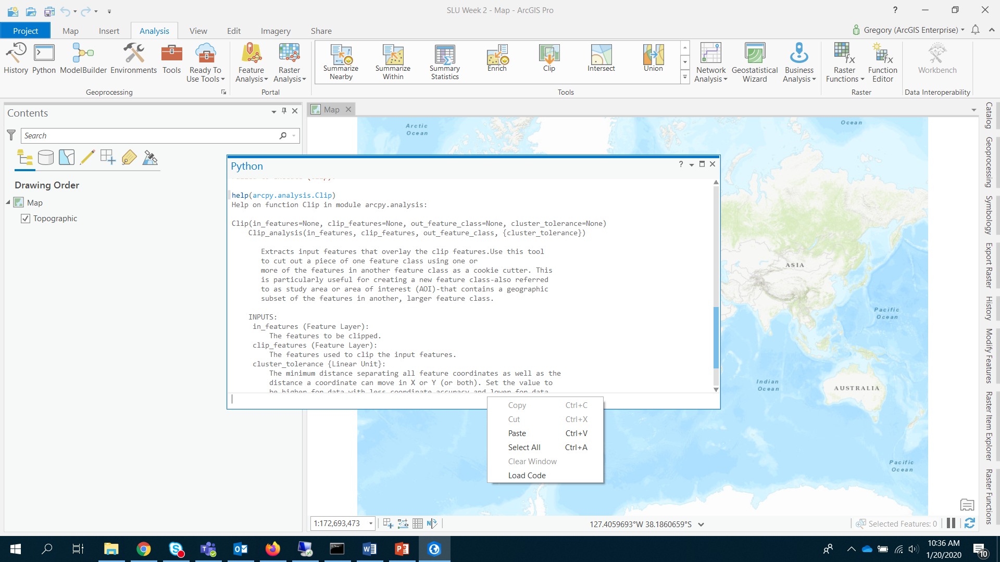 SLU Week 2 - Map - ArcGIS Pro
?
Project
Map
Insert
Analysis
View
Edit
Imagery
Share
Gregory (ArcGIS Enterprise)
History
Python
ModelBuilder
Environments
Tools
Ready To
Use Tools
Geoprocessing
Feature
Analysis
Raster
Analysis
Portal
Summarize
Nearby
Summarize
Within
Summary
Statistics
Enrich
Clip
Intersect
Union
Tools
Network
Analysis
Geostatistical
Wizard
Business
Analysis
Raster
Functions
Function
Editor
Raster
Workbench
Data Interoperability
Contents
Search
Drawing Order
Map
Topographic
Map
Arctic
Ocean
Ocean
ASIA
Pacific
Ocean
Indian
Ocean
AUSTRALIA
Pacific
Ocean
Python
?
help(arcpy.analysis.Clip)
Help on function Clip in module arcpy.analysis:
Clip(in_features=None, clip_features=None, out_feature_class=None, cluster_tolerance=None)
Clip_analysis(in_features, clip_features, out_feature_class, {cluster_tolerance})
Extracts input features that overlay the clip features.Use this tool
to cut out a piece of one feature class using one or
more of the features in another feature class as a cookie cutter. This
is particularly useful for creating a new feature class-also referred
to as study area or area of interest (AOI)-that contains a geographic
subset of the features in another, larger feature class.
INPUTS:
in_features (Feature Layer):
The features to be clipped.
clip_features (Feature Layer):
The features used to clip the input features.
cluster_tolerance {Linear Unit}:
The minimum distance separating all feature coordinates as well as the
distance a coordinate can move in X or Y (or both). Set the value to
be higher for data with less coordinate accuracy and lower for data
Copy Ctrl+C
Cut Ctrl+X
Paste Ctrl+V
Select All Ctrl+A
Clear Window
Load Code
Catalog
Geoprocessing
Symbology
Export Raster
History
Modify Features
Raster Item Explorer
Raster Functions
1:172,693,473
127.4059693°W 38.1860659°S
Selected Features: 0
10:36 AM
1/20/2020
10